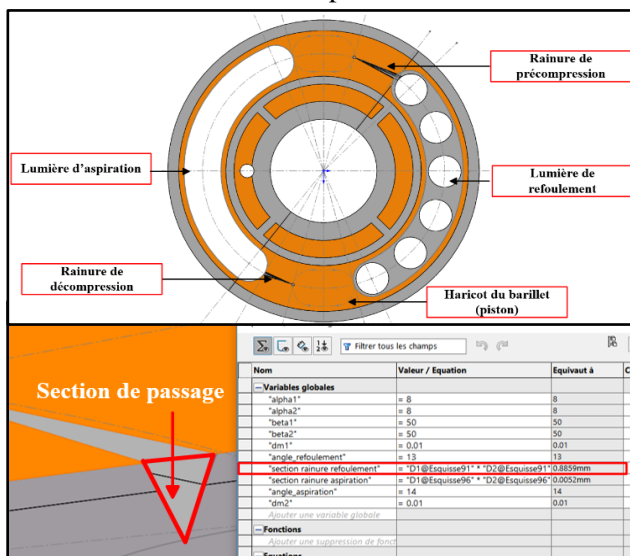 Rainure de
précompression
Lumière d’aspiration
Lumière de
refoulement
Rainure de
décompression
Haricot du barillet
(piston)
Section de
passage
Filtrer tous les champs
Nom Valeur / Equation Equivaut à C
Variables globales
"alpha1" = 8 8
"alpha2" = 8 8
"beta1" = 50 50
"beta2" = 50 50
"dm1" = 0.01 0.01
"angle_refoulement" = 13 13
"section rainure refoulement" = "D1@Esquisse91" * "D2@Esquisse91" 0.8859mm
"section rainure aspiration" = "D1@Esquisse96" * "D2@Esquisse96" 0.0052mm
"angle_aspiration" = 14 14
"dm2" = 0.01 0.01
Ajouter une variable globale
Fonctions
Ajouter une suppression de fonct